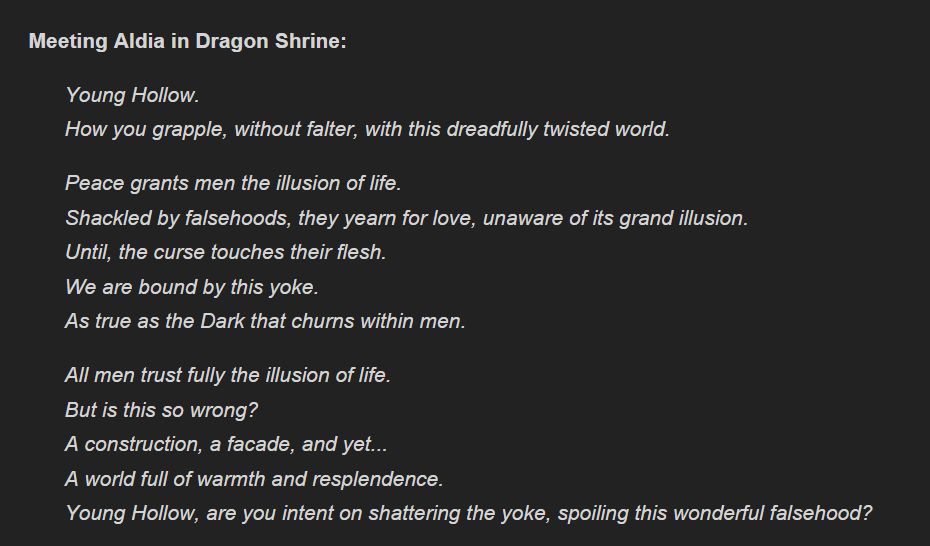 Meeting Aldia in Dragon Shrine:
Young Hollow.
How you grapple, without falter, with this dreadfully twisted world.
Peace grants men the illusion of life.
Shackled by falsehoods, they yearn for love, unaware of its grand illusion.
Until, the curse touches their flesh.
We are bound by this yoke.
As true as the Dark that churns within men.
All men trust fully the illusion of life.
But is this so wrong?
A construction, a facade, and yet...
A world full of warmth and resplendence.
Young Hollow, are you intent on shattering the yoke, spoiling this wonderful falsehood?